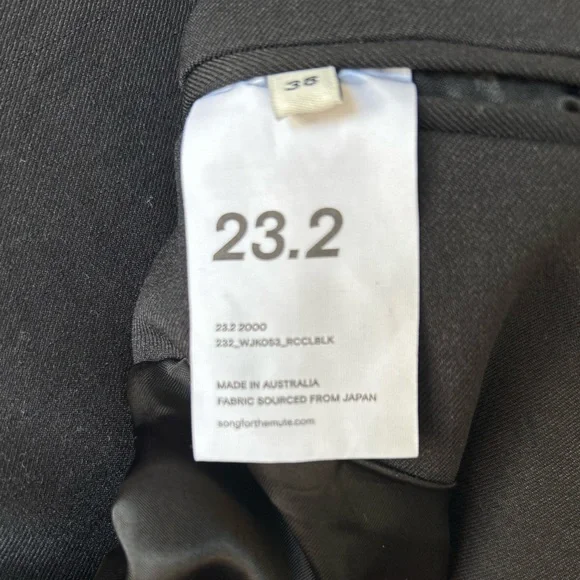 36
23.2
23.2 2000
232_WJK053_RCCLBLK
MADE IN AUSTRALIA
FABRIC SOURCED FROM JAPAN
songforthemute.com